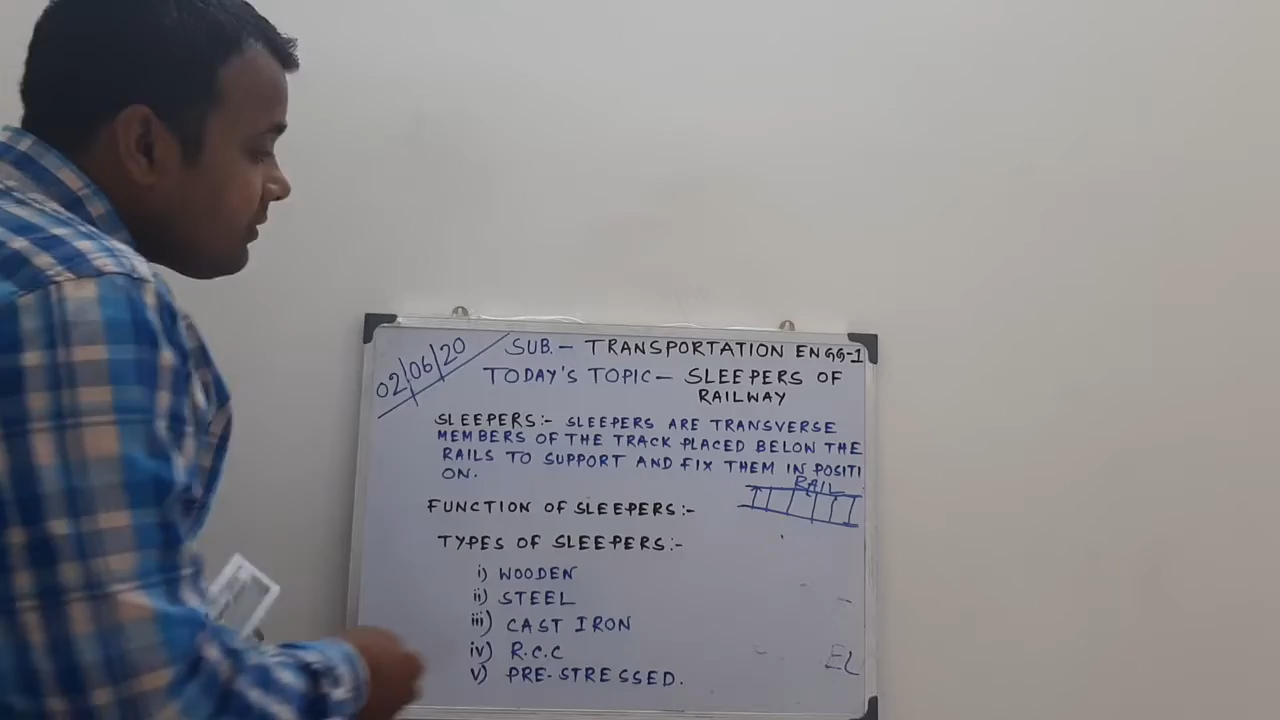 02/06/20
SUB.- TRANSPORTATION ENGG-1
TODAY'S TOPIC- SLEEPERS OF
RAILWAY
SLEEPERS:- SLEEPERS ARE TRANSVERSE
MEMBERS OF THE TRACK PLACED BELON THE
RAILS TO SUPPORT AND FIX THEM IN POSITI
ON.
RAIL
FUNCTION OF SLEEPERS:-
TYPES OF SLEEPERS:-
i) WOODEN
ii) STEEL
iii) CAST IRON
iv) R.C.C
v) PRE-STRESSED.
EL